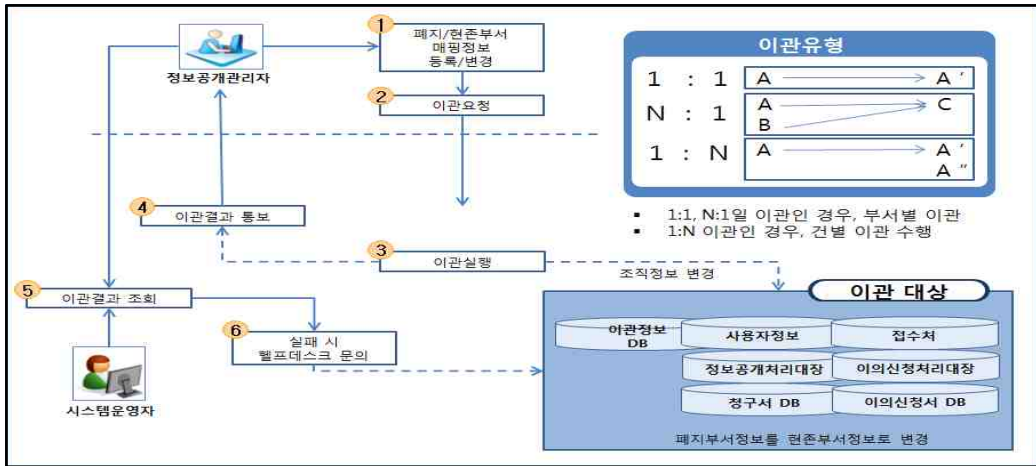 정보공개관리자
1
폐지/현존부서
매핑정보
등록/변경
2
이관요청
이관유형
1 : 1
A
A ′
N : 1
A
B
C
1 : N
A
A ′
A ″
▪ 1:1, N:1일 이관인 경우, 부서별 이관
▪ 1:N 이관인 경우, 건별 이관 수행
4
이관결과 통보
3
이관실행
조직정보 변경
5
이관결과 조회
6
실패 시
헬프데스크 문의
시스템운영자
이관 대상
이관정보
DB
사용자정보
접수처
정보공개처리대장
이의신청처리대장
청구서 DB
이의신청서 DB
폐지부서정보를 현존부서정보로 변경